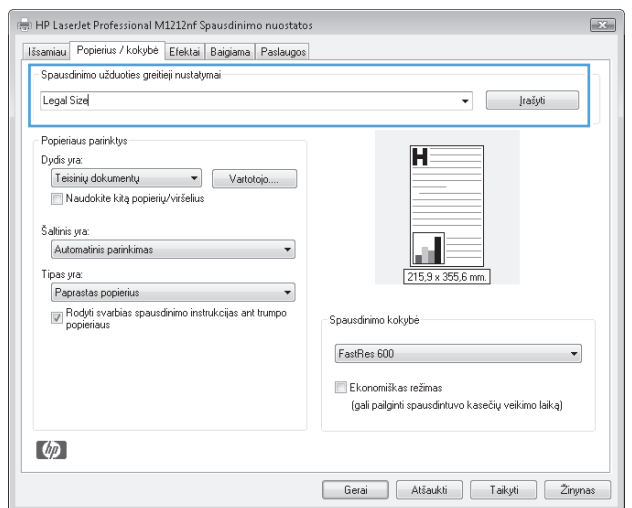 HP LaserJet Professional M1212nf Spausdinimo nuostatos
Išsamiau Popierius / kokybė Efektai Baigiama Paslaugos
Spausdinimo užduoties greitieji nustatymai
Legal Size
Įrašyti
Popieriaus parinktys
Dydis yra:
Teisinių dokumentų
Vartotojo....
Naudokite kitą popierių/viršelius
Šaltinis yra:
Automatinis parinkimas
Tipas yra:
Paprastas popierius
Rodyti svarbias spausdinimo instrukcijas ant trumpo
popieriaus
H
215,9 x 355,6 mm.
Spausdinimo kokybė
FastRes 600
Ekonomiškas režimas
(gali pailginti spausdintuvo kasečių veikimo laiką)
hp
Gerai Atšaukti Taikyti Žinynas